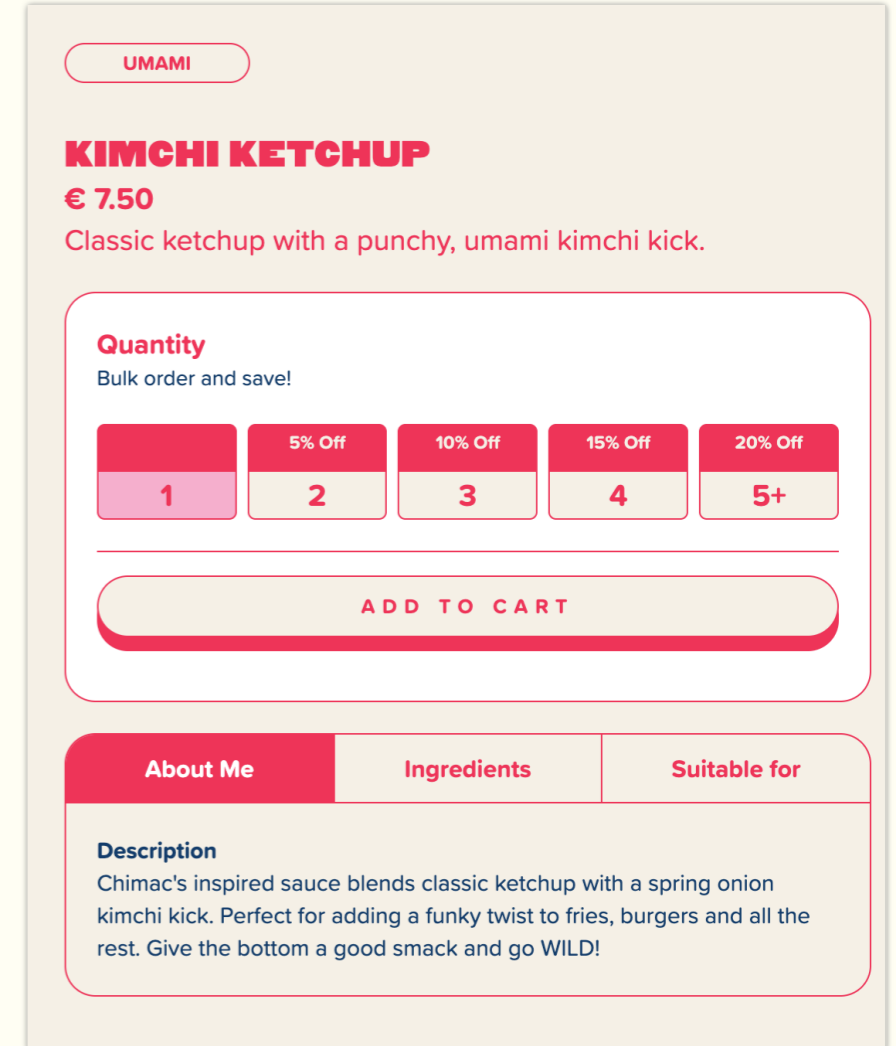 UMAMI
KIMCHI KETCHUP
€ 7.50
Classic ketchup with a punchy, umami kimchi kick.
Quantity
Bulk order and save!
5% Off 10% Off 15% Off 20% Off
1 2 3 4 5+
ADD TO CART
About Me Ingredients Suitable for
Description
Chimac's inspired sauce blends classic ketchup with a spring onion
kimchi kick. Perfect for adding a funky twist to fries, burgers and all the
rest. Give the bottom a good smack and go WILD!